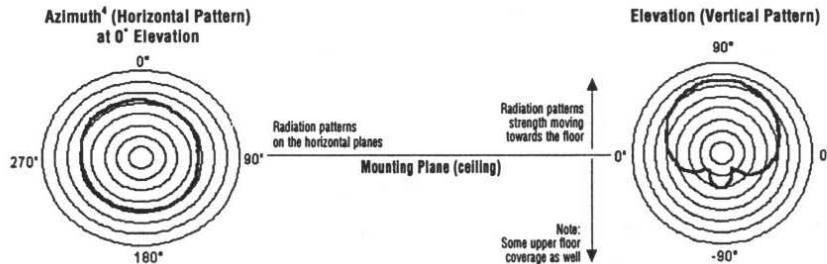 Azimuth⁴ (Horizontal Pattern)
at 0° Elevation
0°
270°
90°
180°
Radiation patterns
on the horizontal planes
Mounting Plane (ceiling)
Radiation patterns
strength moving
towards the floor
Note:
Some upper floor
coverage as well
Elevation (Vertical Pattern)
90°
0°
0
-90°